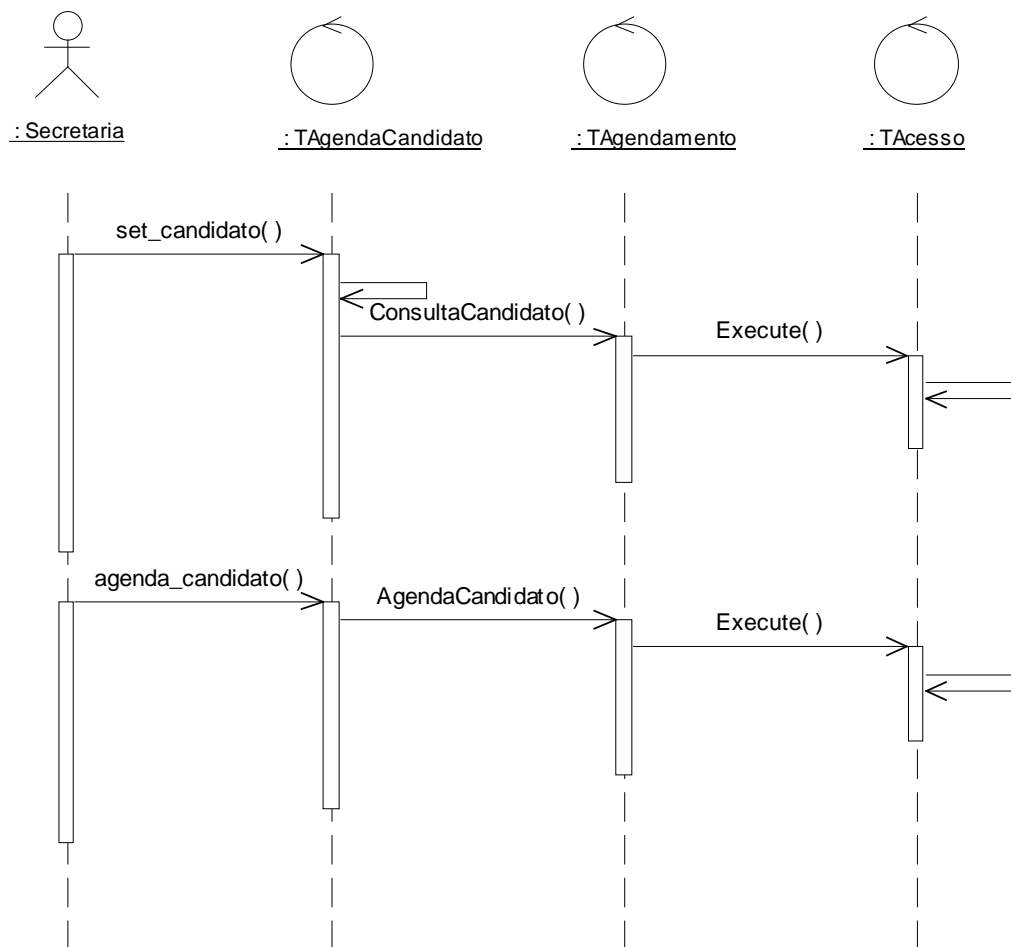 : Secretaria
: TAgendaCandidato
: TAgendamento
: TAcesso
set_candidato( )
ConsultaCandidato( )
Execute( )
agenda_candidato( )
AgendaCandidato( )
Execute( )